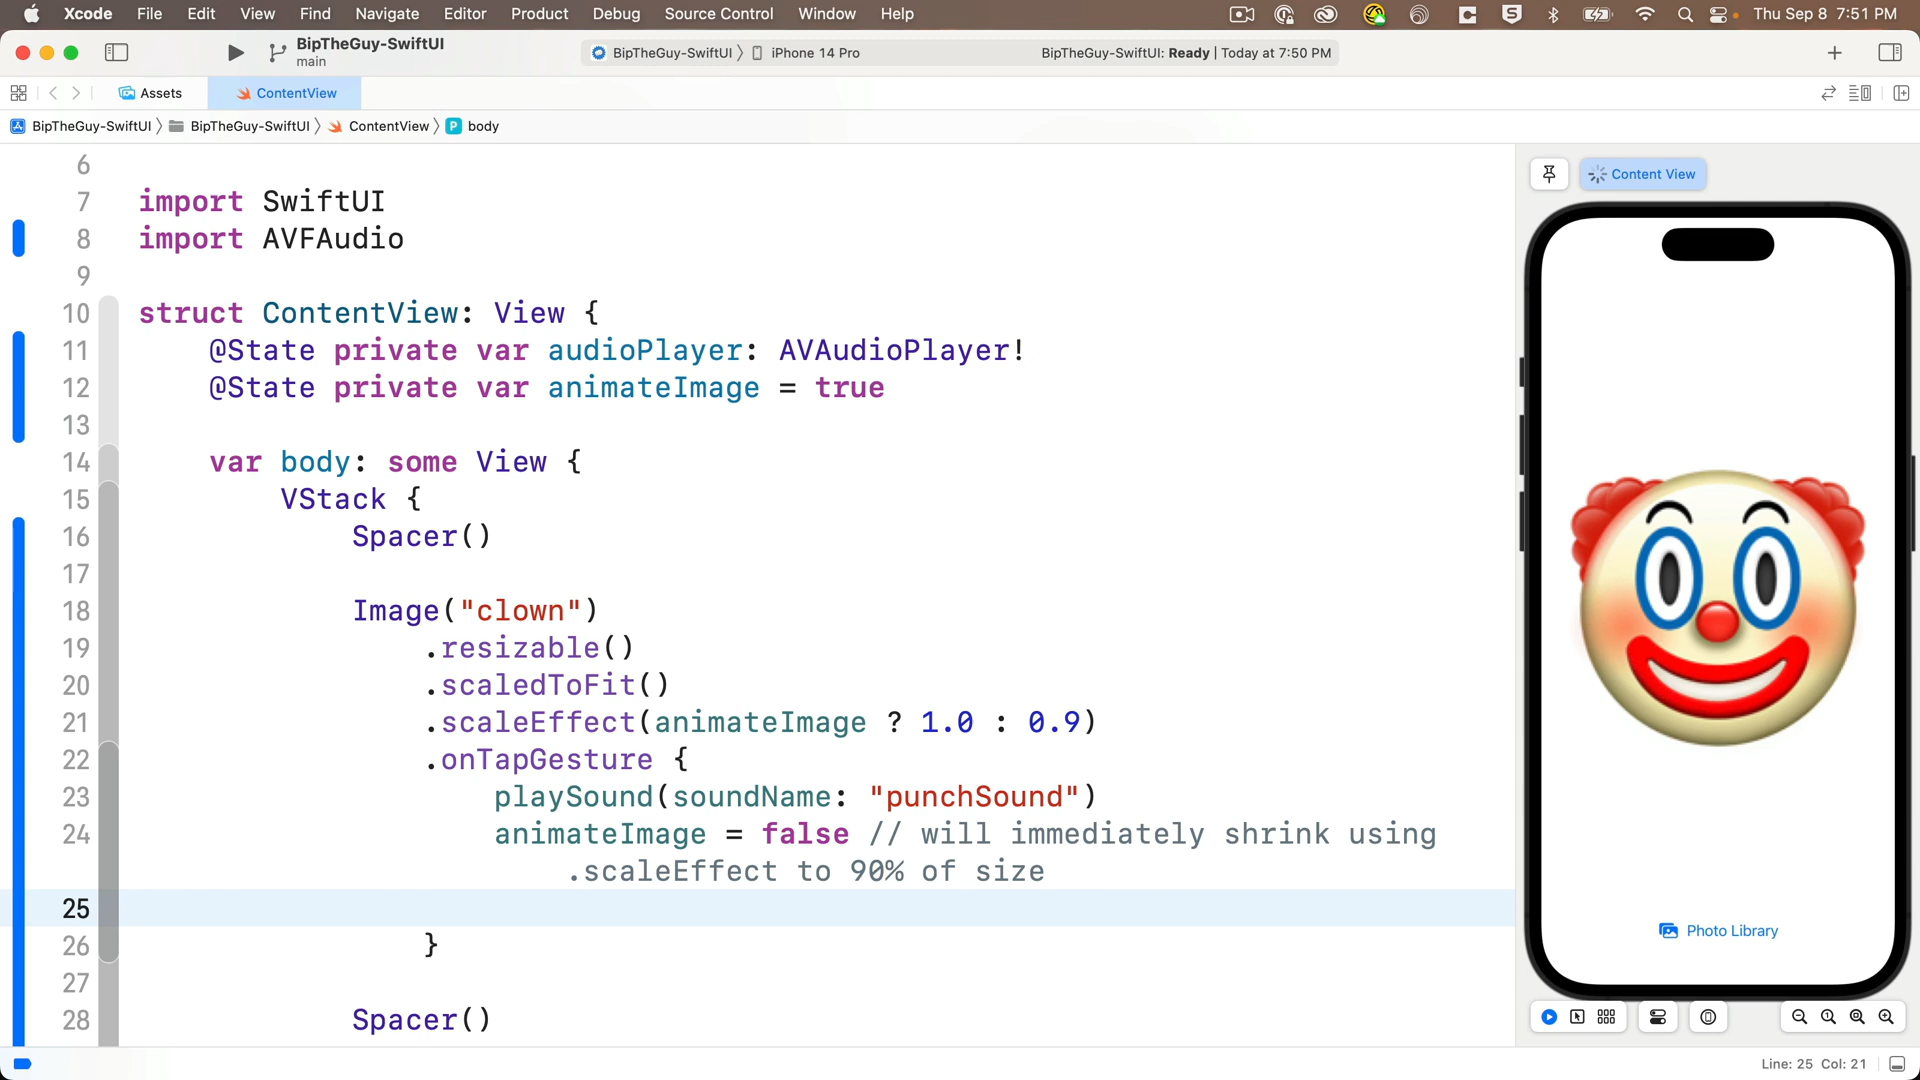 Xcode File Edit View Find Navigate Editor Product Debug Source Control Window Help Thu Sep 8 7:51 PM
BipTheGuy-SwiftUI
main
BipTheGuy-SwiftUI iPhone 14 Pro BipTheGuy-SwiftUI: Ready | Today at 7:50 PM
Assets ContentView
BipTheGuy-SwiftUI BipTheGuy-SwiftUI ContentView P body
6
7 import SwiftUI
8 import AVFAudio
9
10 struct ContentView: View {
11 @State private var audioPlayer: AVAudioPlayer!
12 @State private var animateImage = true
13
14 var body: some View {
15 VStack {
16 Spacer()
17
18 Image("clown")
19 .resizable()
20 .scaledToFit()
21 .scaleEffect(animateImage ? 1.0 : 0.9)
22 .onTapGesture {
23 playSound(soundName: "punchSound")
24 animateImage = false // will immediately shrink using
.scaleEffect to 90% of size
25
26 }
27
28 Spacer()
Content View
Photo Library
Line: 25 Col: 21